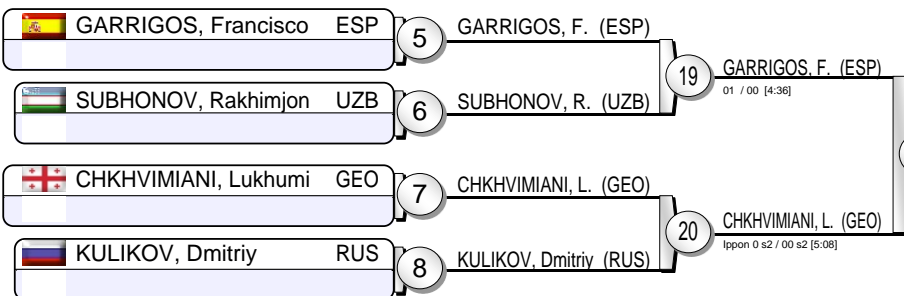 GARRIGOS, Francisco ESP
5
GARRIGOS, F. (ESP)
19
GARRIGOS, F. (ESP)
01 / 00 [4:36]
SUBHONOV, Rakhimjon UZB
6
SUBHONOV, R. (UZB)
CHKHVIMIANI, Lukhumi GEO
7
CHKHVIMIANI, L. (GEO)
20
CHKHVIMIANI, L. (GEO)
Ippon 0 s2 / 00 s2 [5:08]
KULIKOV, Dmitriy RUS
8
KULIKOV, Dmitriy (RUS)